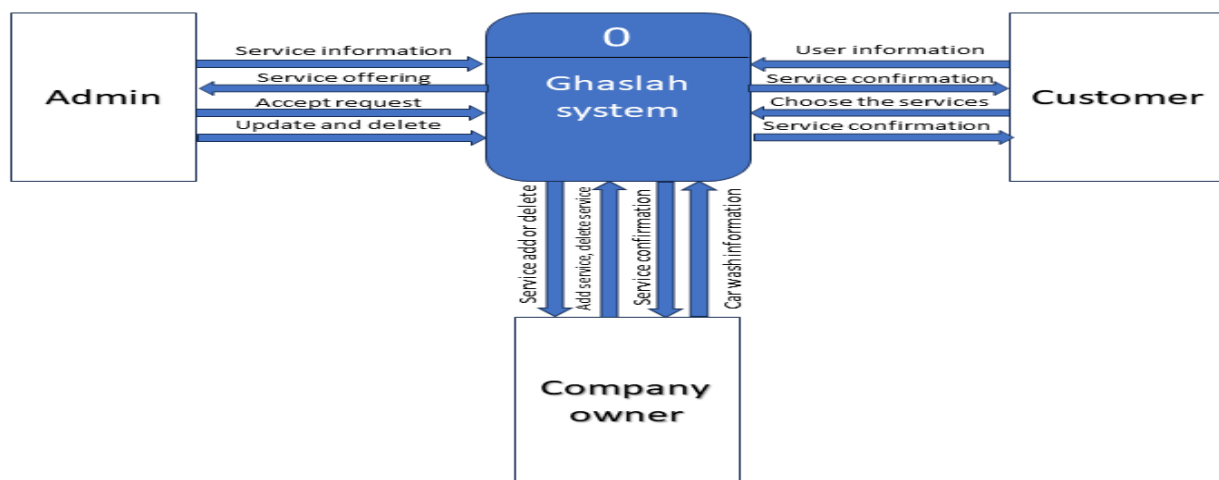 Admin
Service information
Service offering
Accept request
Update and delete
0
Ghaslah
system
User information
Service confirmation
Choose the services
Service confirmation
Customer
Service add or delete
Add service, delete service
Service confirmation
Car wash information
Company
owner